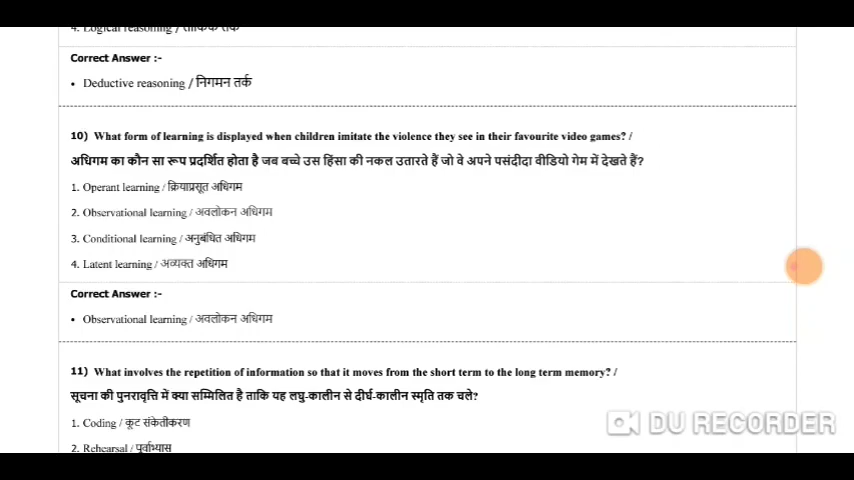 4. Logical reasoning / तार्किक तर्क
Correct Answer :-
• Deductive reasoning / निगमन तर्क
10) What form of learning is displayed when children imitate the violence they see in their favourite video games? /
अधिगम का कौन सा रूप प्रदर्शित होता है जब बच्चे उस हिंसा की नकल उतारते हैं जो वे अपने पसंदीदा वीडियो गेम में देखते हैं?
1. Operant learning / क्रियाप्रसूत अधिगम
2. Observational learning / अवलोकन अधिगम
3. Conditional learning / अनुबंधित अधिगम
4. Latent learning / अव्यक्त अधिगम
Correct Answer :-
• Observational learning / अवलोकन अधिगम
11) What involves the repetition of information so that it moves from the short term to the long term memory? /
सूचना की पुनरावृत्ति में क्या सम्मिलित है ताकि यह लघु-कालीन से दीर्घ-कालीन स्मृति तक चले?
1. Coding / कूट संकेतीकरण
DU RECORDER
2. Rehearsal / पूर्वाभ्यास